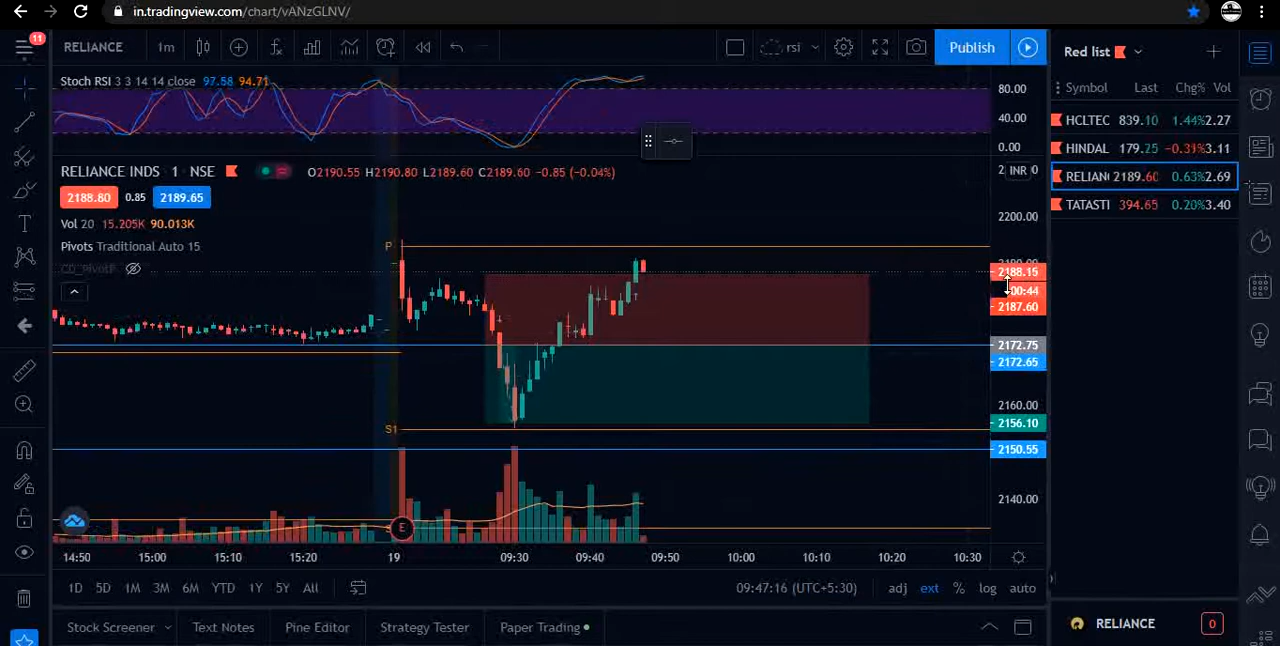 in.tradingview.com/chart/vANzGLNV/
11
RELIANCE 1m rsi Publish
Red list
Symbol Last Chg% Vol
HCLTEC 839.10 1.44% 2.27
HINDAL 179.25 −0.31% 3.11
RELIAN 2189.60 0.63% 2.69
TATASTI 394.65 0.20% 3.40
Stoch RSI 3 3 14 14 close 97.58 94.71
80.00
40.00
0.00
RELIANCE INDS · 1 · NSE O2190.55 H2190.80 L2189.60 C2189.60 −0.85 (−0.04%)
INR
2188.80 0.85 2189.65
Vol 20 15.205K 90.013K
Pivots Traditional Auto 15
P
S1
E
2200.00
2188.15
00:44
2187.60
2172.75
2172.65
2160.00
2156.10
2150.55
2140.00
14:50 15:00 15:10 15:20 19 09:30 09:40 09:50 10:00 10:10 10:20 10:30
1D 5D 1M 3M 6M YTD 1Y 5Y All 09:47:16 (UTC+5:30) adj ext % log auto
Stock Screener Text Notes Pine Editor Strategy Tester Paper Trading
RELIANCE 0